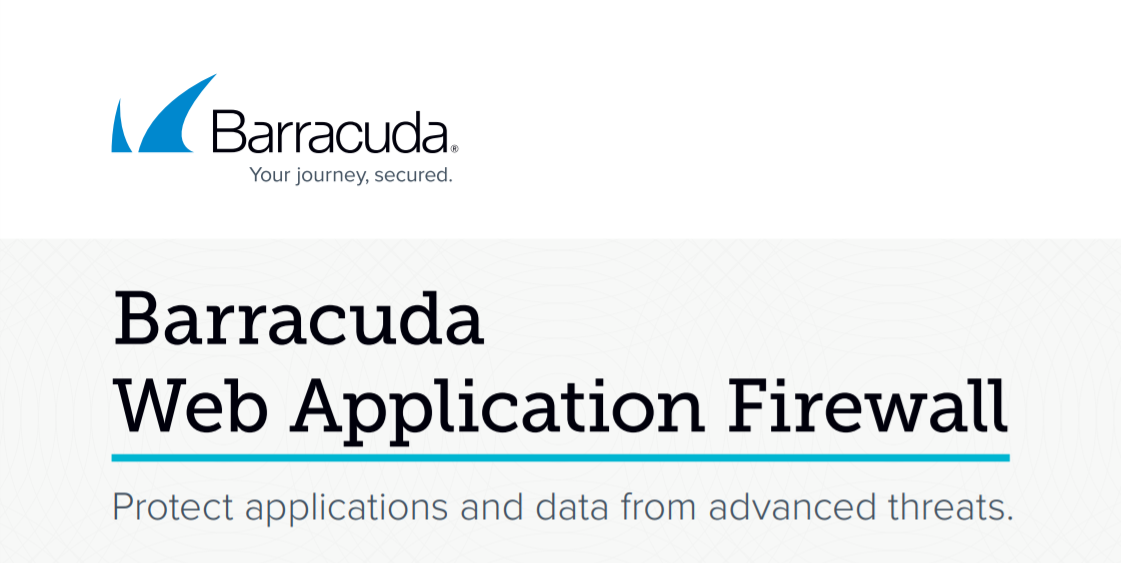 Barracuda®
Your journey, secured.
Barracuda
Web Application Firewall
Protect applications and data from advanced threats.